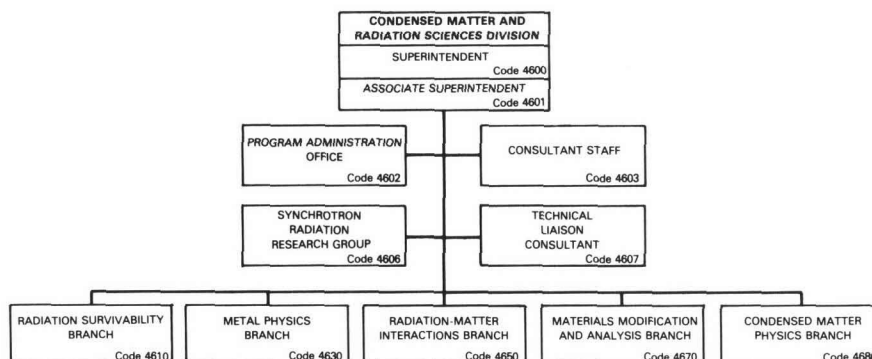 CONDENSED MATTER AND
RADIATION SCIENCES DIVISION
SUPERINTENDENT
Code 4600
ASSOCIATE SUPERINTENDENT
Code 4601
PROGRAM ADMINISTRATION
OFFICE
Code 4602
CONSULTANT STAFF
Code 4603
SYNCHROTRON
RADIATION
RESEARCH GROUP
Code 4606
TECHNICAL
LIAISON
CONSULTANT
Code 4607
RADIATION SURVIVABILITY
BRANCH
Code 4610
METAL PHYSICS
BRANCH
Code 4630
RADIATION-MATTER
INTERACTIONS BRANCH
Code 4650
MATERIALS MODIFICATION
AND ANALYSIS BRANCH
Code 4670
CONDENSED MATTER
PHYSICS BRANCH
Code 4680